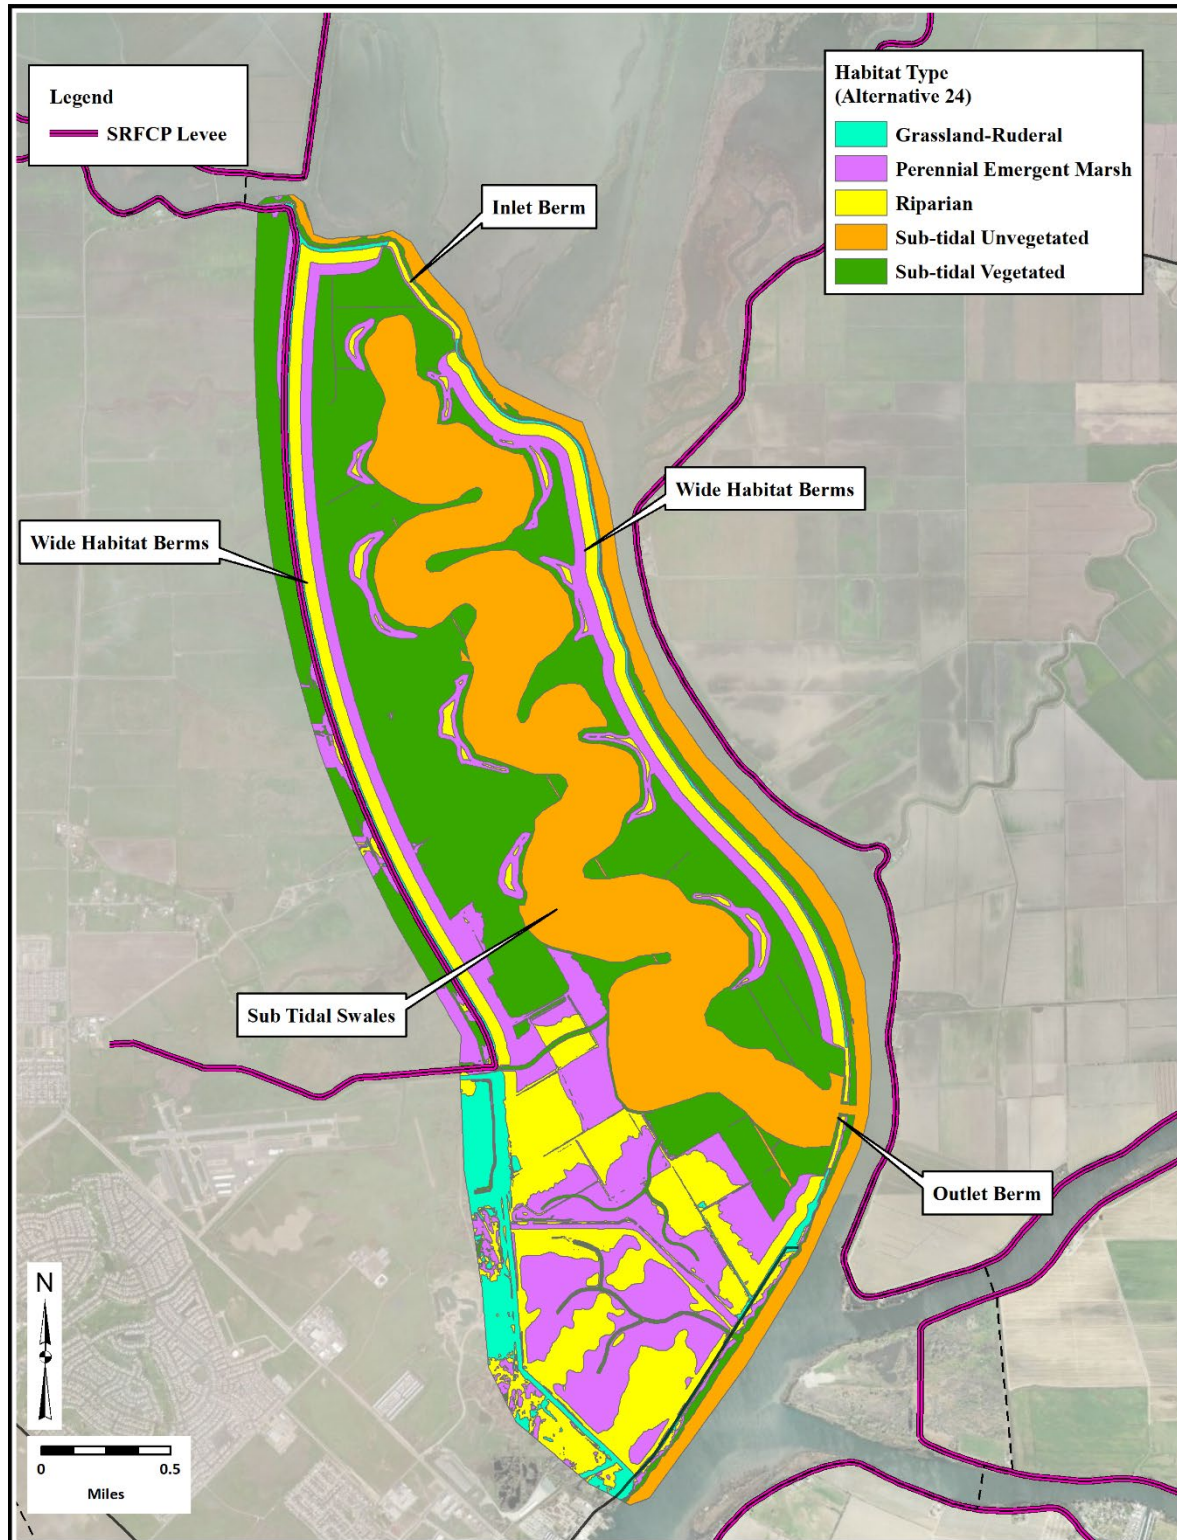 Legend
SRFCP Levee
Habitat Type
(Alternative 24)
Grassland-Ruderal
Perennial Emergent Marsh
Riparian
Sub-tidal Unvegetated
Sub-tidal Vegetated
Inlet Berm
Wide Habitat Berms
Wide Habitat Berms
Sub Tidal Swales
Outlet Berm
N
0 0.5
Miles